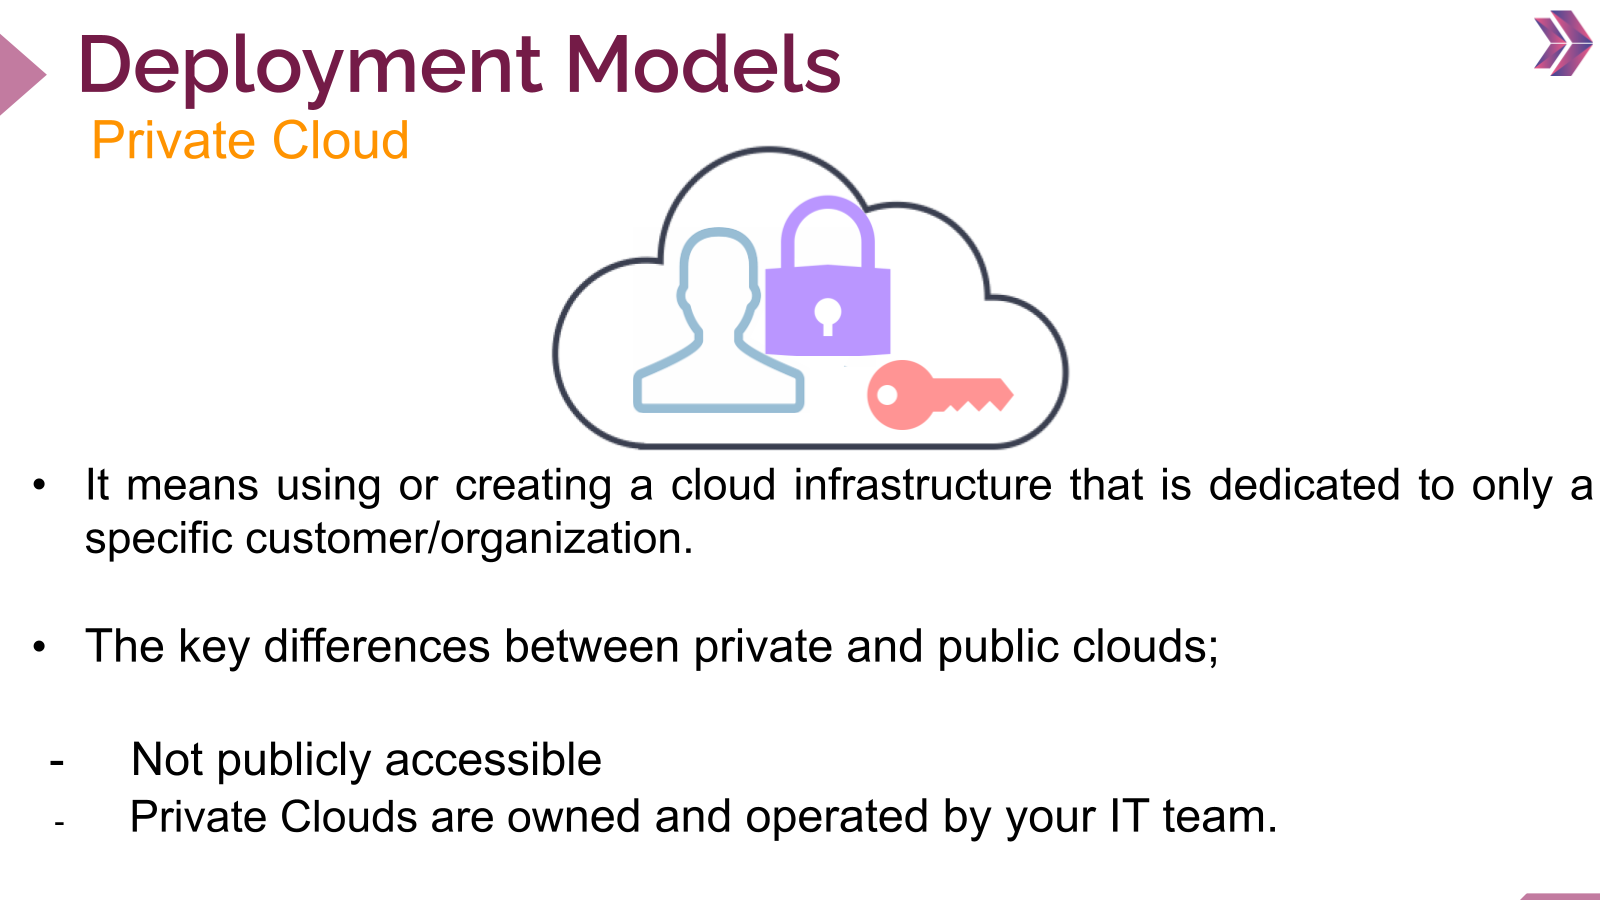 Deployment Models
Private Cloud
• It means using or creating a cloud infrastructure that is dedicated to only a
specific customer/organization.
• The key differences between private and public clouds;
- Not publicly accessible
- Private Clouds are owned and operated by your IT team.